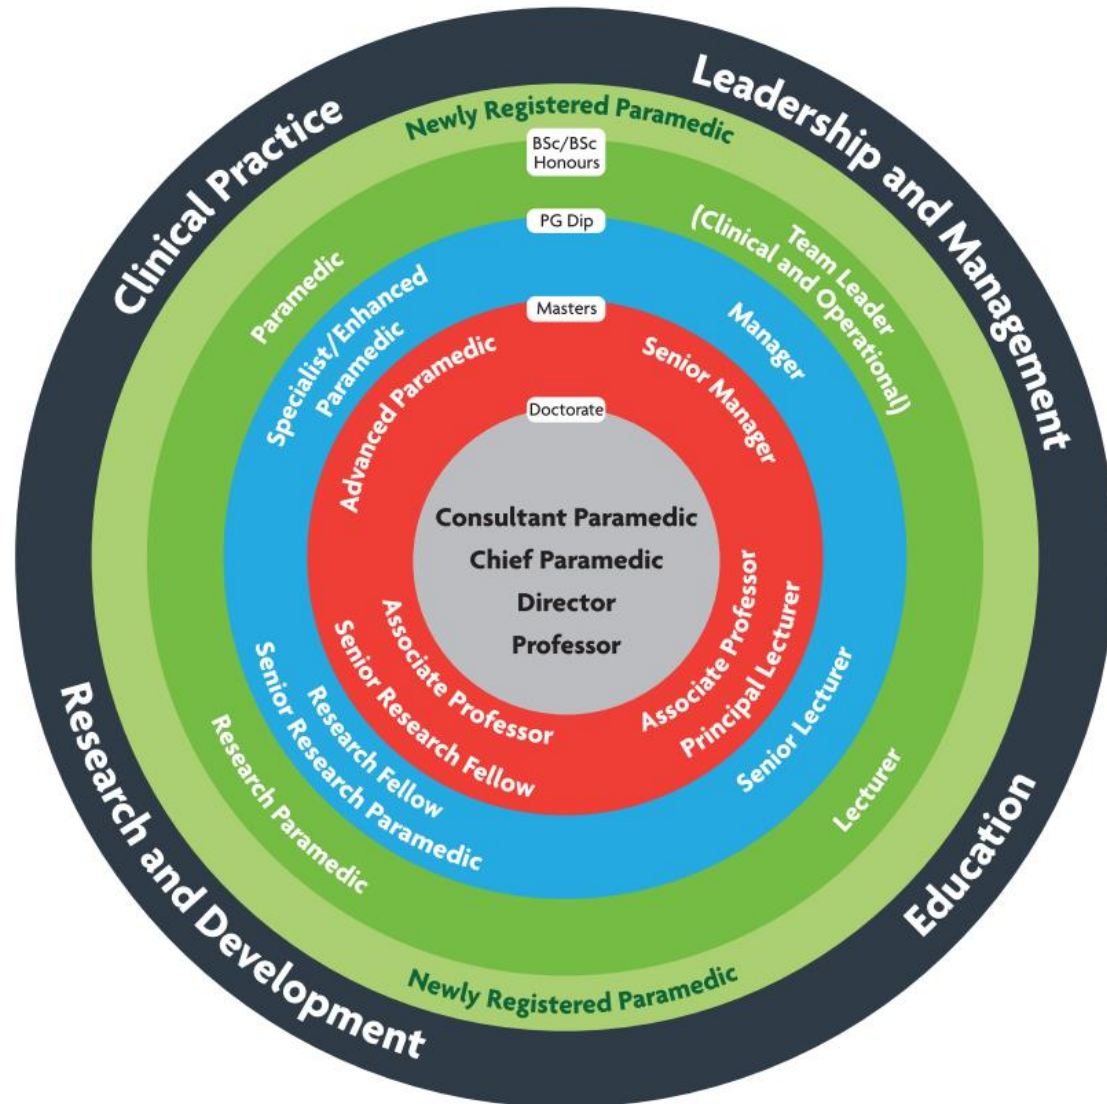 Clinical Practice
Leadership and Management
Newly Registered Paramedic
BSc/BSc
Honours
Paramedic
Team Leader
(Clinical and Operational)
PG Dip
Specialist/Enhanced
Paramedic
Manager
Masters
Advanced Paramedic
Senior Manager
Doctorate
Consultant Paramedic
Chief Paramedic
Director
Professor
Associate Professor
Senior Research Fellow
Research Fellow
Senior Research Paramedic
Research Paramedic
Associate Professor
Principal Lecturer
Senior Lecturer
Lecturer
Newly Registered Paramedic
Research and Development
Education